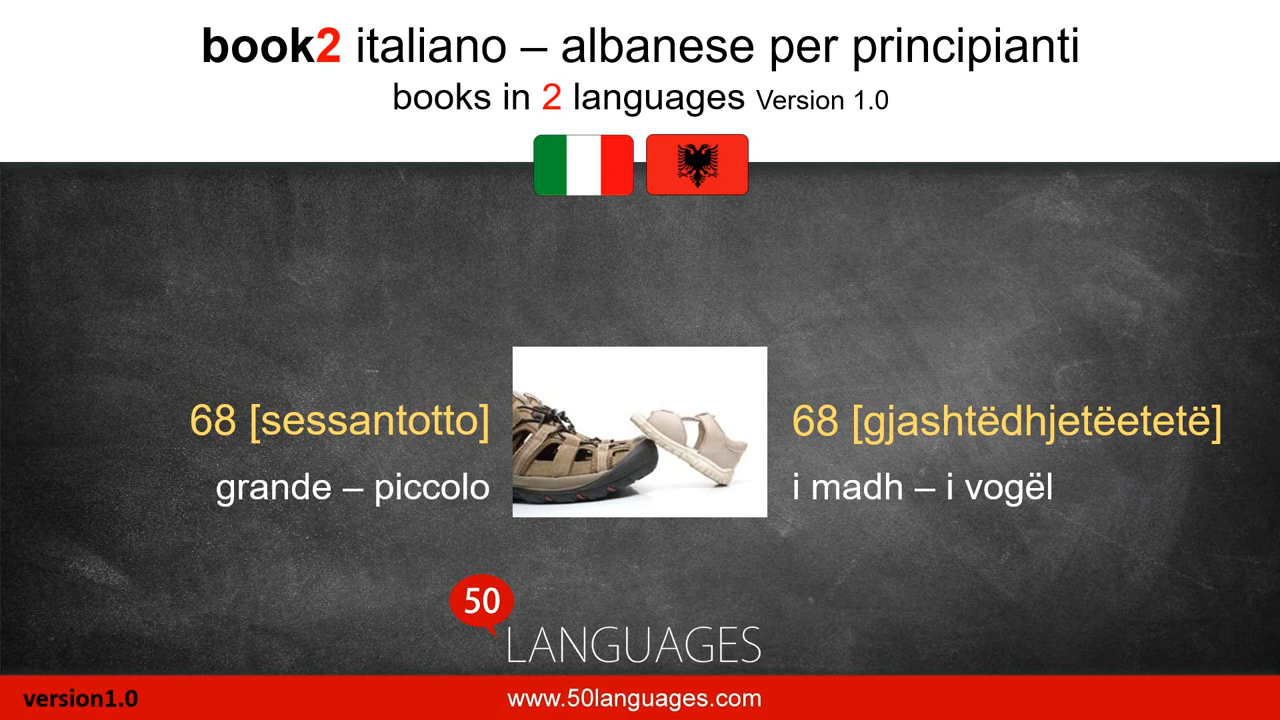 book2 italiano – albanese per principianti
books in 2 languages Version 1.0
68 [sessantotto]
grande – piccolo
68 [gjashtëdhjetëetetë]
i madh – i vogël
50
LANGUAGES
version1.0
www.50languages.com